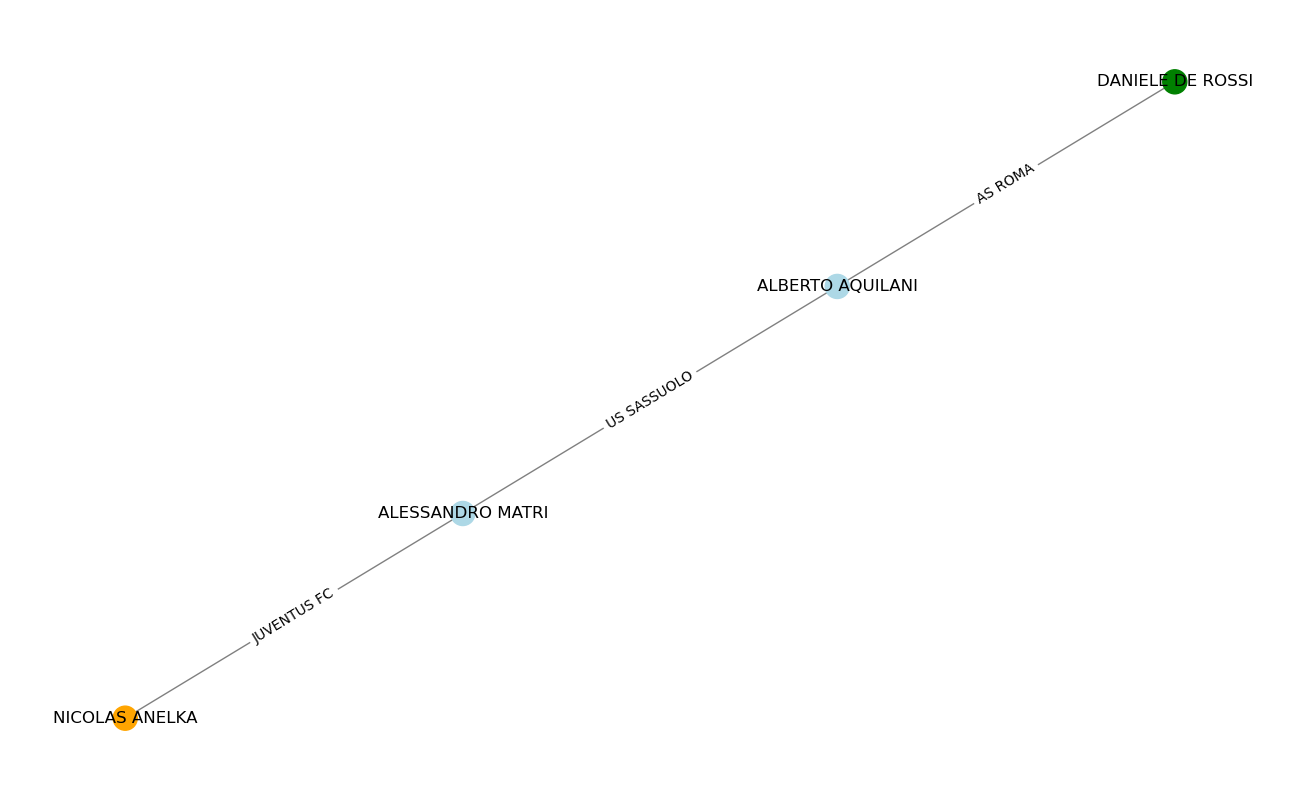 DANIELE DE ROSSI
AS ROMA
ALBERTO AQUILANI
US SASSUOLO
ALESSANDRO MATRI
JUVENTUS FC
NICOLAS ANELKA